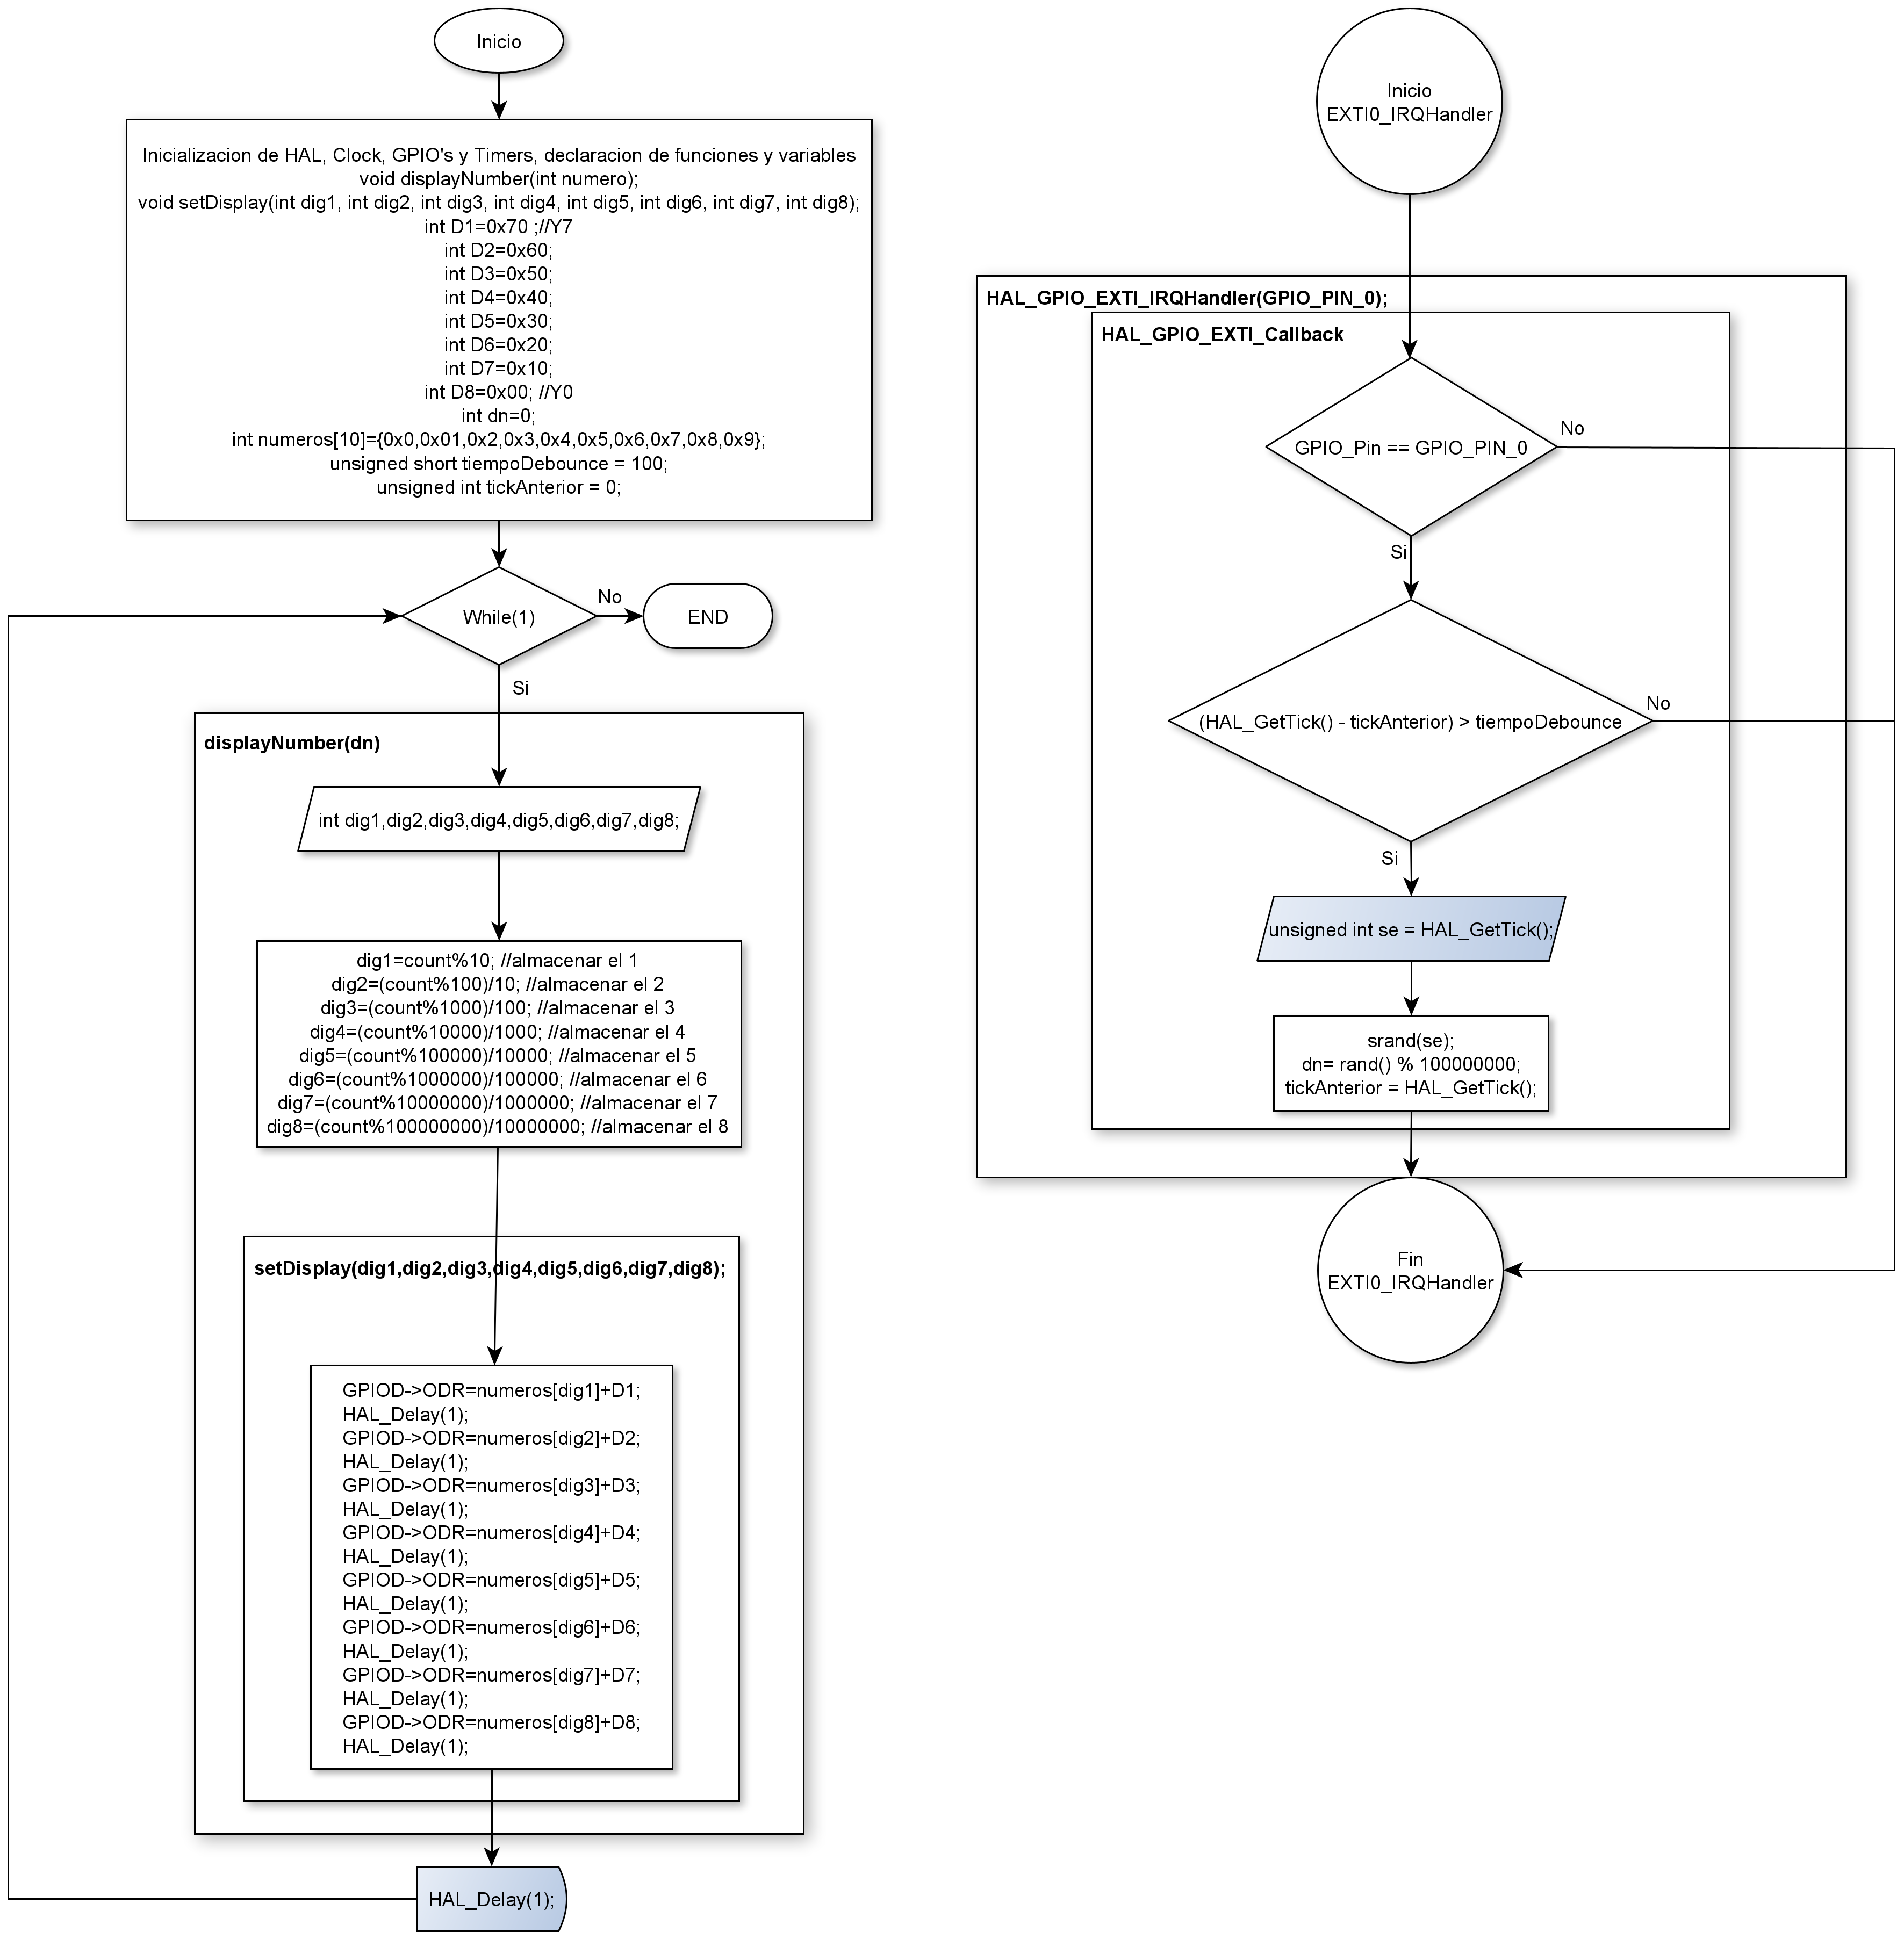 Inicio
Inicializacion de HAL, Clock, GPIO's y Timers, declaracion de funciones y variables
void displayNumber(int numero);
void setDisplay(int dig1, int dig2, int dig3, int dig4, int dig5, int dig6, int dig7, int dig8);
int D1=0x70 ;//Y7
int D2=0x60;
int D3=0x50;
int D4=0x40;
int D5=0x30;
int D6=0x20;
int D7=0x10;
int D8=0x00; //Y0
int dn=0;
int numeros[10]={0x0,0x01,0x2,0x3,0x4,0x5,0x6,0x7,0x8,0x9};
unsigned short tiempoDebounce = 100;
unsigned int tickAnterior = 0;
While(1)
No
END
Si
displayNumber(dn)
int dig1,dig2,dig3,dig4,dig5,dig6,dig7,dig8;
dig1=count%10; //almacenar el 1
dig2=(count%100)/10; //almacenar el 2
dig3=(count%1000)/100; //almacenar el 3
dig4=(count%10000)/1000; //almacenar el 4
dig5=(count%100000)/10000; //almacenar el 5
dig6=(count%1000000)/100000; //almacenar el 6
dig7=(count%10000000)/1000000; //almacenar el 7
dig8=(count%100000000)/10000000; //almacenar el 8
setDisplay(dig1,dig2,dig3,dig4,dig5,dig6,dig7,dig8);
GPIOD->ODR=numeros[dig1]+D1;
HAL_Delay(1);
GPIOD->ODR=numeros[dig2]+D2;
HAL_Delay(1);
GPIOD->ODR=numeros[dig3]+D3;
HAL_Delay(1);
GPIOD->ODR=numeros[dig4]+D4;
HAL_Delay(1);
GPIOD->ODR=numeros[dig5]+D5;
HAL_Delay(1);
GPIOD->ODR=numeros[dig6]+D6;
HAL_Delay(1);
GPIOD->ODR=numeros[dig7]+D7;
HAL_Delay(1);
GPIOD->ODR=numeros[dig8]+D8;
HAL_Delay(1);
HAL_Delay(1);
Inicio
EXTI0_IRQHandler
HAL_GPIO_EXTI_IRQHandler(GPIO_PIN_0);
HAL_GPIO_EXTI_Callback
GPIO_Pin == GPIO_PIN_0
No
Si
(HAL_GetTick() - tickAnterior) > tiempoDebounce
No
Si
unsigned int se = HAL_GetTick();
srand(se);
dn= rand() % 100000000;
tickAnterior = HAL_GetTick();
Fin
EXTI0_IRQHandler